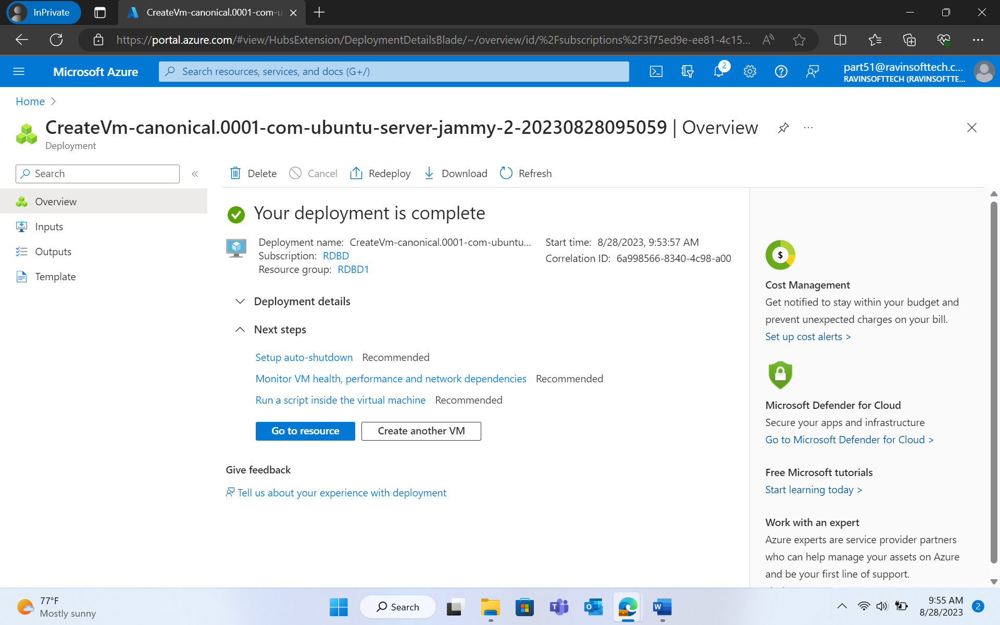 InPrivate
CreateVm-canonical.0001-com-u
https://portal.azure.com/#view/HubsExtension/DeploymentDetailsBlade/~/overview/id/%2Fsubscriptions%2F3f75ed9e-ee81-4c15...
Microsoft Azure
Search resources, services, and docs (G+/)
2
part51@ravinsofttech.c...
RAVINSOFTTECH (RAVINSOFTTE...
Home
CreateVm-canonical.0001-com-ubuntu-server-jammy-2-20230828095059 | Overview
Deployment
Search
Delete
Cancel
Redeploy
Download
Refresh
Overview
Inputs
Outputs
Template
Your deployment is complete
Deployment name: CreateVm-canonical.0001-com-ubuntu...
Subscription: RDBD
Resource group: RDBD1
Start time: 8/28/2023, 9:53:57 AM
Correlation ID: 6a998566-8340-4c98-a00
Deployment details
Next steps
Setup auto-shutdown Recommended
Monitor VM health, performance and network dependencies Recommended
Run a script inside the virtual machine Recommended
Go to resource
Create another VM
Give feedback
Tell us about your experience with deployment
$
Cost Management
Get notified to stay within your budget and
prevent unexpected charges on your bill.
Set up cost alerts >
Microsoft Defender for Cloud
Secure your apps and infrastructure
Go to Microsoft Defender for Cloud >
Free Microsoft tutorials
Start learning today >
Work with an expert
Azure experts are service provider partners
who can help manage your assets on Azure
and be your first line of support.
77°F
Mostly sunny
Search
9:55 AM
8/28/2023
2